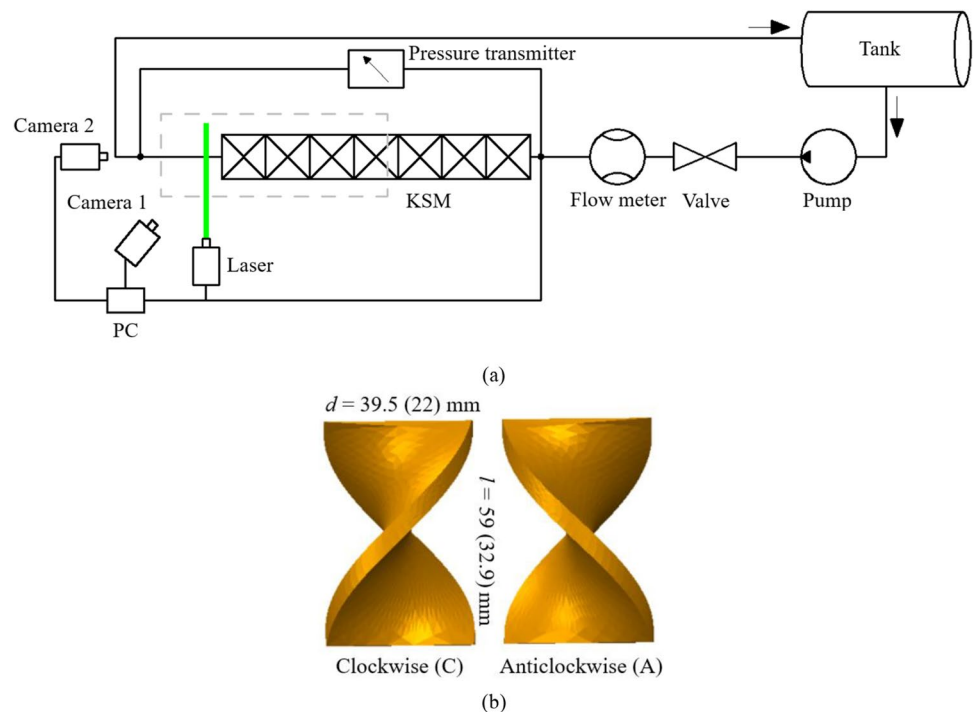 Tank
Pressure transmitter
Camera 2
KSM
Flow meter
Valve
Pump
Camera 1
Laser
PC
(a)
d = 39.5 (22) mm
l = 59 (32.9) mm
Clockwise (C)
Anticlockwise (A)
(b)